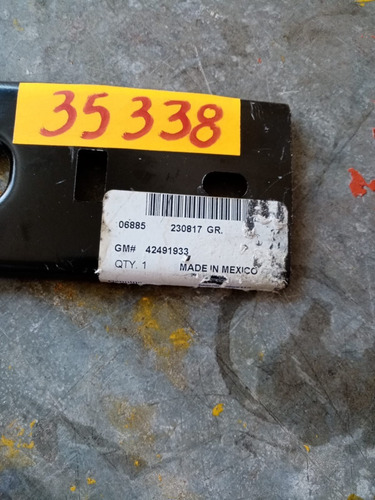 35338
06885 230817 GR.
GM# 42491933
QTY. 1 MADE IN MEXICO